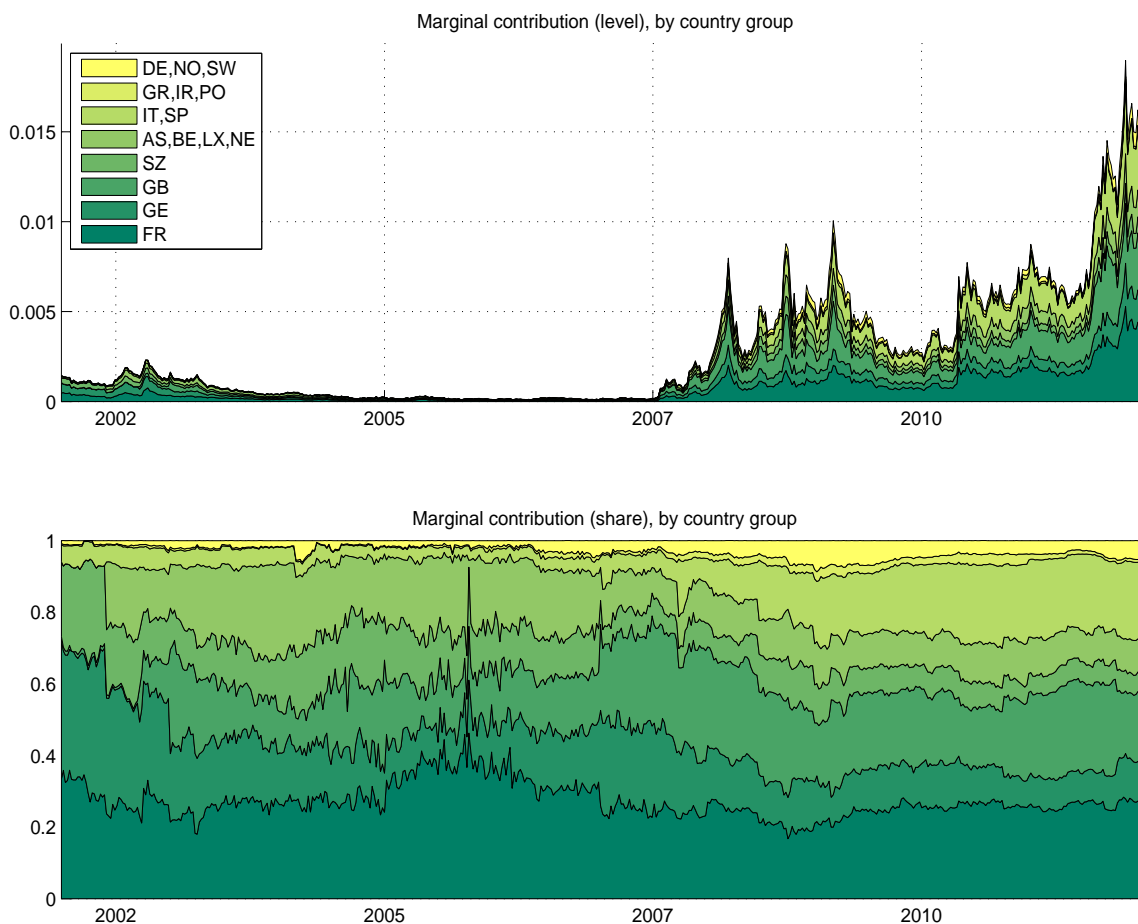 Marginal contribution (level), by country group
DE,NO,SW
GR,IR,PO
IT,SP
AS,BE,LX,NE
SZ
GB
GE
FR
0.015
0.01
0.005
0
2002 2005 2007 2010
Marginal contribution (share), by country group
1
0.8
0.6
0.4
0.2
0
2002 2005 2007 2010